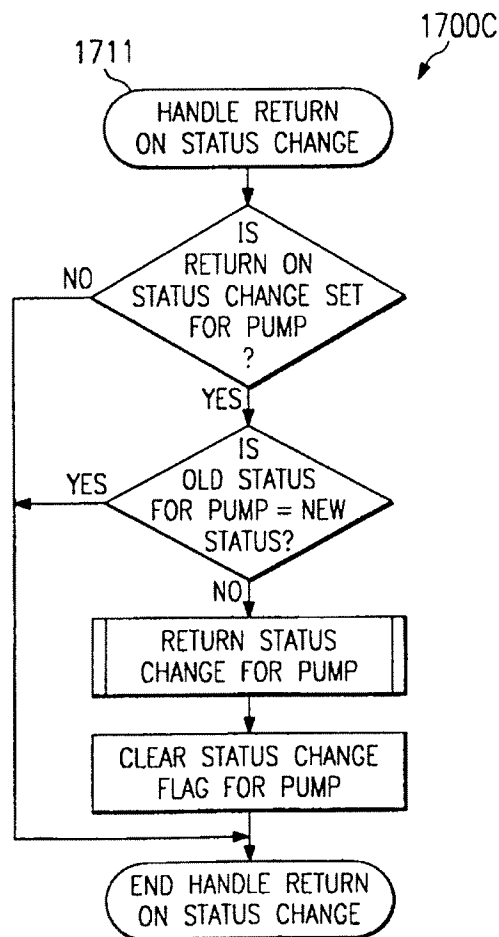 1700C
1711
HANDLE RETURN
ON STATUS CHANGE
IS
RETURN ON
STATUS CHANGE SET
FOR PUMP
?
NO
YES
IS
OLD STATUS
FOR PUMP = NEW
STATUS?
YES
NO
RETURN STATUS
CHANGE FOR PUMP
CLEAR STATUS CHANGE
FLAG FOR PUMP
END HANDLE RETURN
ON STATUS CHANGE